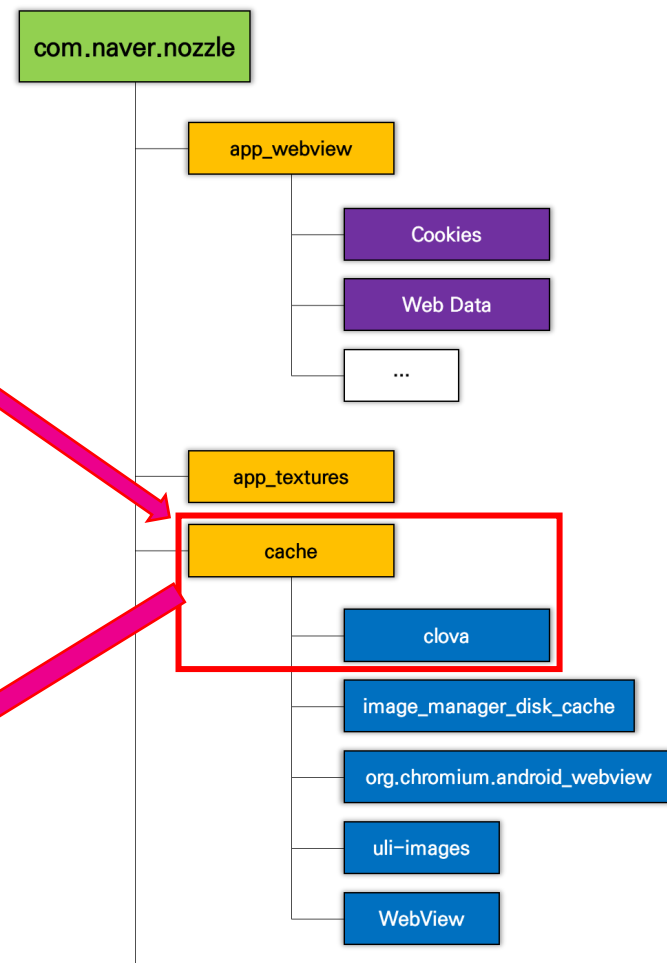 com.naver.nozzle
app_webview
Cookies
Web Data
...
app_textures
cache
clova
image_manager_disk_cache
org.chromium.android_webview
uli-images
WebView